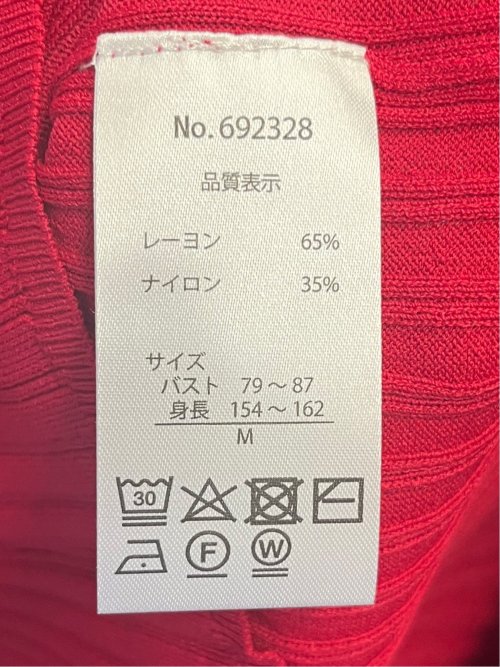 No.692328
品質表示
レーヨン 65%
ナイロン 35%
サイズ
バスト 79～87
身長 154～162
M
30
F W